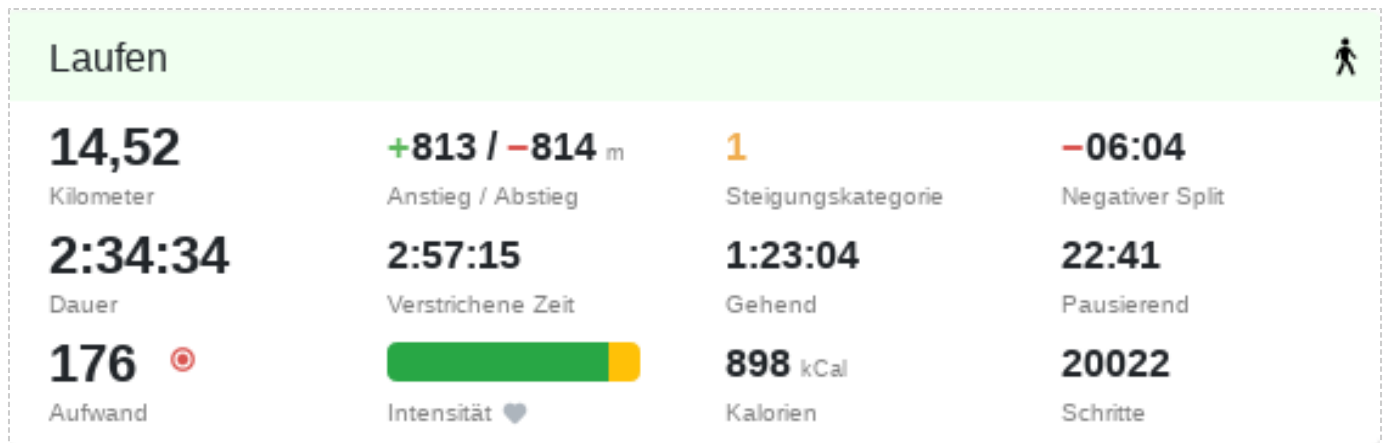 Laufen
14,52 +813 / −814 m 1 −06:04
Kilometer Anstieg / Abstieg Steigungskategorie Negativer Split
2:34:34 2:57:15 1:23:04 22:41
Dauer Verstrichene Zeit Gehend Pausierend
176 898 kCal 20022
Aufwand Intensität Kalorien Schritte